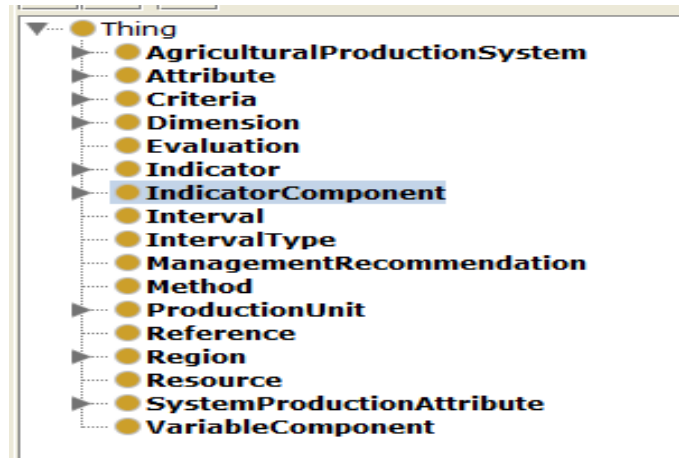 Thing
AgriculturalProductionSystem
Attribute
Criteria
Dimension
Evaluation
Indicator
IndicatorComponent
Interval
IntervalType
ManagementRecommendation
Method
ProductionUnit
Reference
Region
Resource
SystemProductionAttribute
VariableComponent